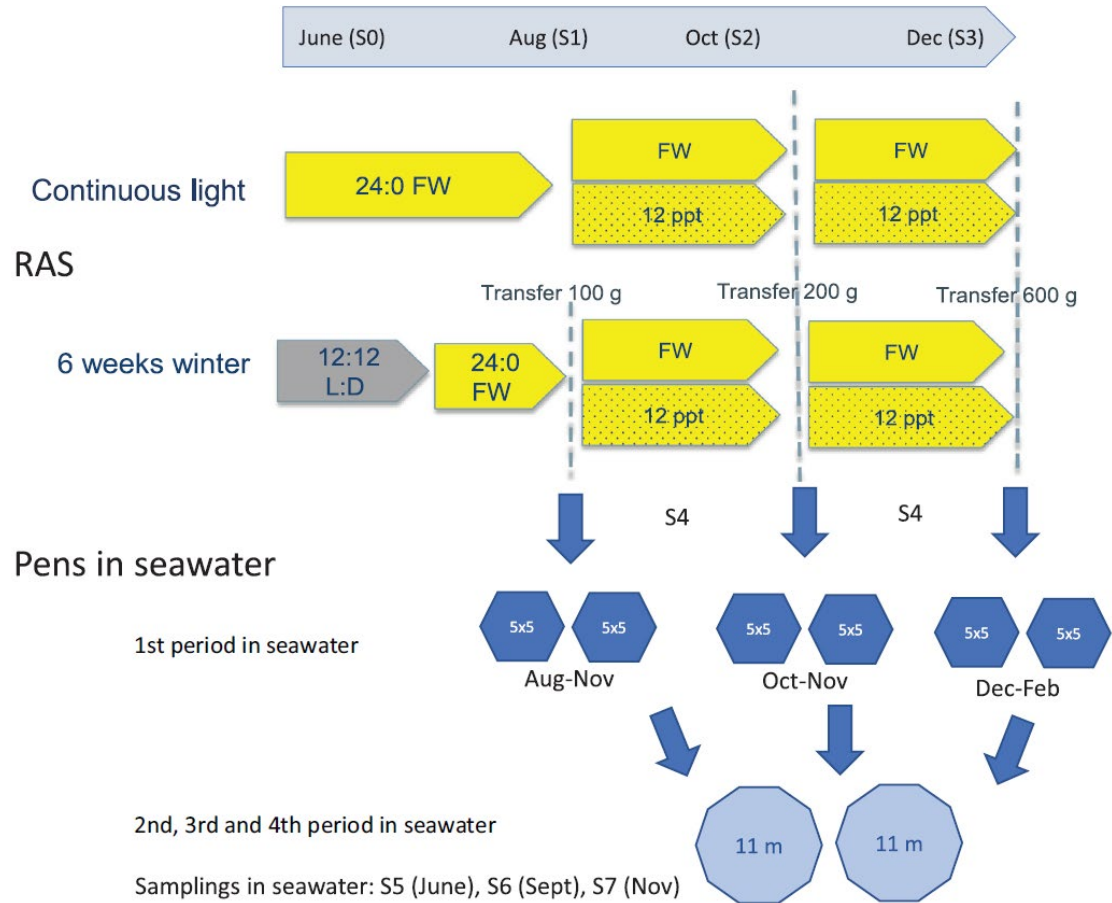 June (S0) Aug (S1) Oct (S2) Dec (S3)
FW FW
Continuous light 24:0 FW
12 ppt 12 ppt
RAS
Transfer 100 g Transfer 200 g Transfer 600 g
6 weeks winter 12:12 L:D 24:0 FW
FW FW
12 ppt 12 ppt
S4 S4
Pens in seawater
1st period in seawater 5x5 5x5 5x5 5x5 5x5 5x5
Aug-Nov Oct-Nov Dec-Feb
2nd, 3rd and 4th period in seawater
11 m 11 m
Samplings in seawater: S5 (June), S6 (Sept), S7 (Nov)